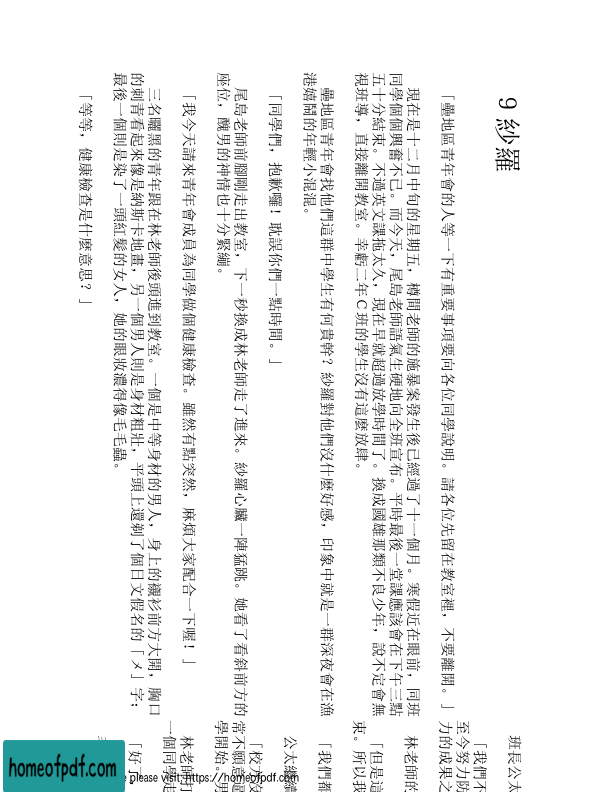 9 紗羅
「壘地區青年會的人等一下有重要事項要向各位同學說明。請各位先留在教室裡，不要離開。」
現在是十二月中旬的星期五，樽間老師的施暴案發生後已經過了十一個月。寒假近在眼前，同班
同學個個興奮不已。而今天，尾島老師語氣生硬地向全班宣布。平時最後一堂課應該會在下午三點
五十分結束。不過英文課拖太久，現在早就超過放學時間了。換成國雄那類不良少年，說不定會無
視班導，直接離開教室。幸虧二年C班的學生沒有這麼放肆。
壘地區青年會找他們這群中學生有何貴幹？紗羅對他們沒什麼好感，印象中就是一群深夜會在漁
港嬉鬧的年輕小混混。
「同學們，抱歉囉！耽誤你們一點時間。」
尾島老師前腳剛走出教室，下一秒換成林老師走了進來。紗羅心臟一陣猛跳。她看了看斜前方的
座位，醜男的神情也十分緊繃。
「我今天請來青年會成員為同學做個健康檢查。雖然有點突然，麻煩大家配合一下喔！」
三名曬黑的青年跟在林老師後頭進到教室。一個是中等身材的男人，身上的襯衫前方大開，胸口
的刺青看起來像是納斯卡地畫，另一個男人則是身材粗壯，平頭上還剃了個日文假名的「メ」字；
最後一個則是染了一頭紅髮的女人，她的眼妝濃得像毛毛蟲。
「等等，健康檢查是什麼意思？」
班長公太
「我們不
至今努力防
力的成果之
林老師的
「但是這
束。所以我
「我們都
公太繼續
「校方沒
常不願意配
學開始。男
林老師打
一個同學走
「好了
homeofpdf.com
please visit: https://homeofpdf.com